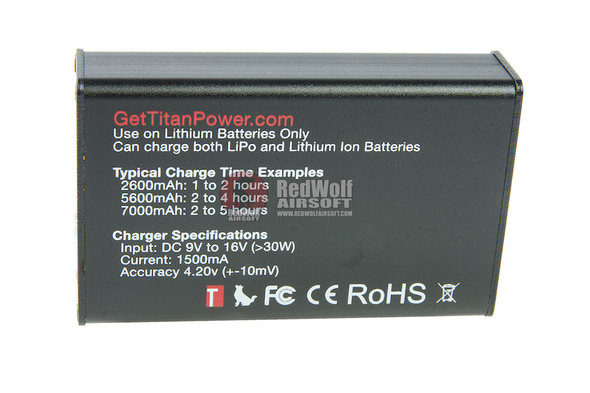 GetTitanPower.com
Use on Lithium Batteries Only
Can charge both LiPo and Lithium Ion Batteries
Typical Charge Time Examples
2600mAh: 1 to 2 hours
5600mAh: 2 to 4 hours
7000mAh: 2 to 5 hours
RedWolf
AIRSOFT
WWW.REDWOLFAIRSOFT.COM
REDWOLF
AIRSOFT
Charger Specifications
Input: DC 9V to 16V (>30W)
Current: 1500mA
Accuracy 4.20v (+-10mV)
T FC CE RoHS